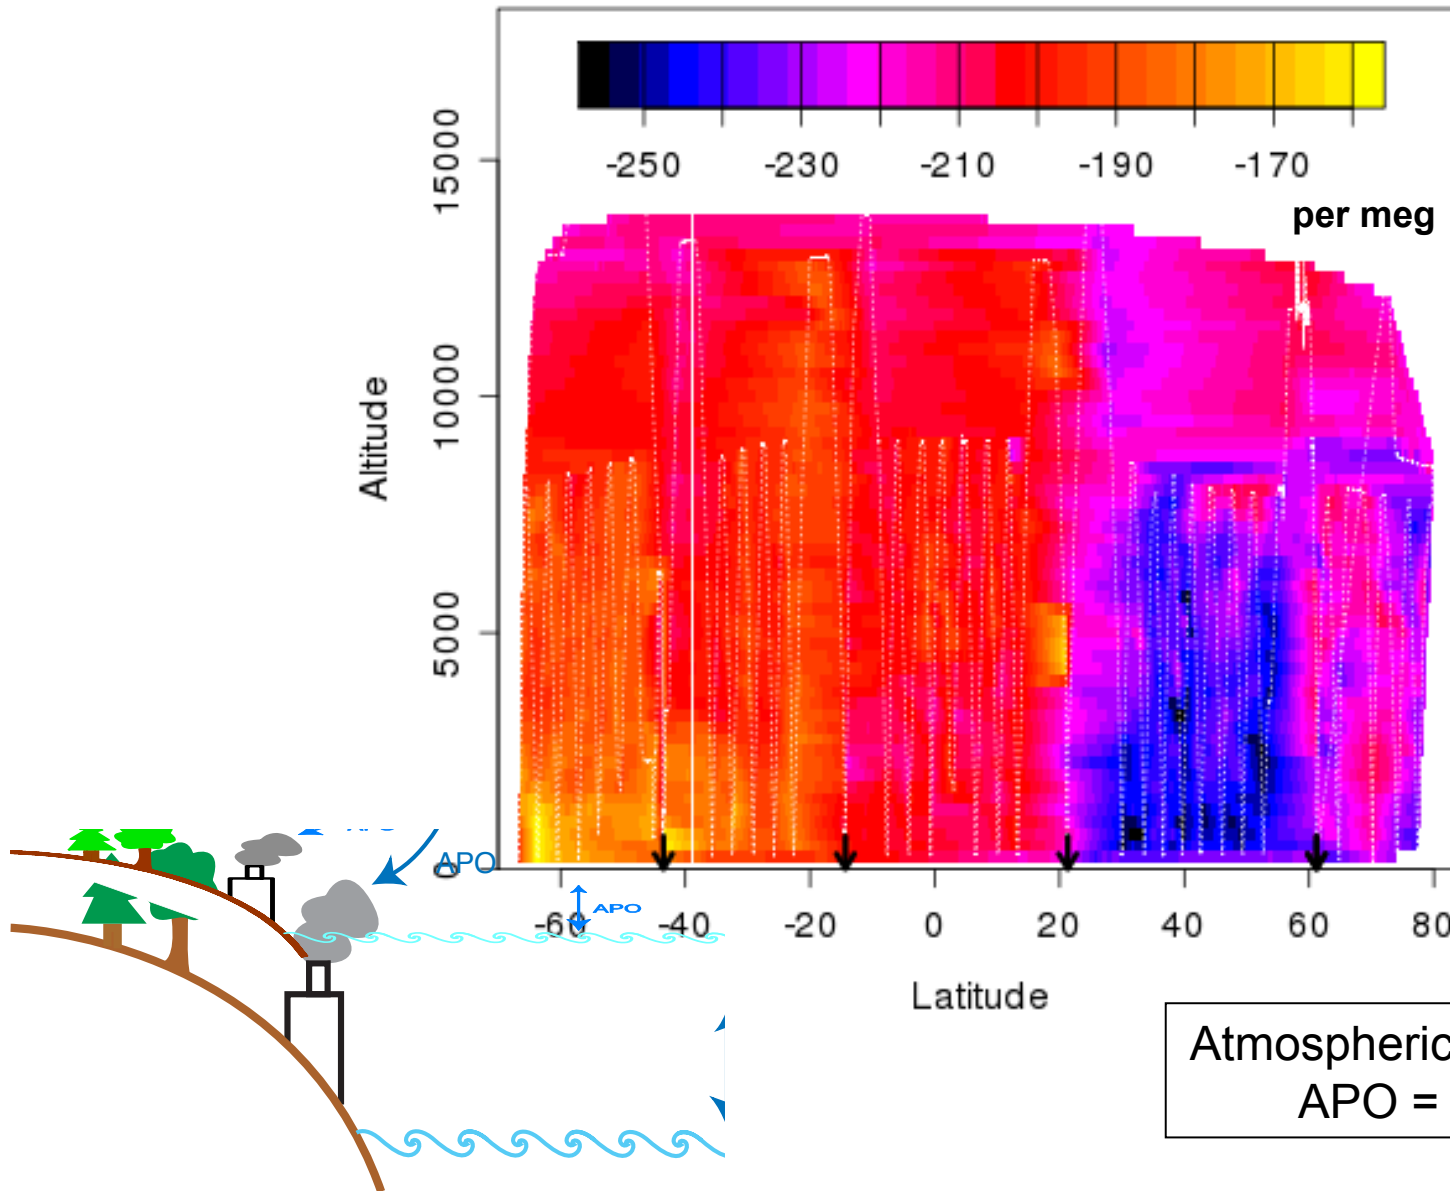 -250 -230 -210 -190 -170
per meg
15000
10000
5000
0
Altitude
-60 -40 -20 0 20 40 60 80
Latitude
APO
APO
APO
Atmospheric
APO =